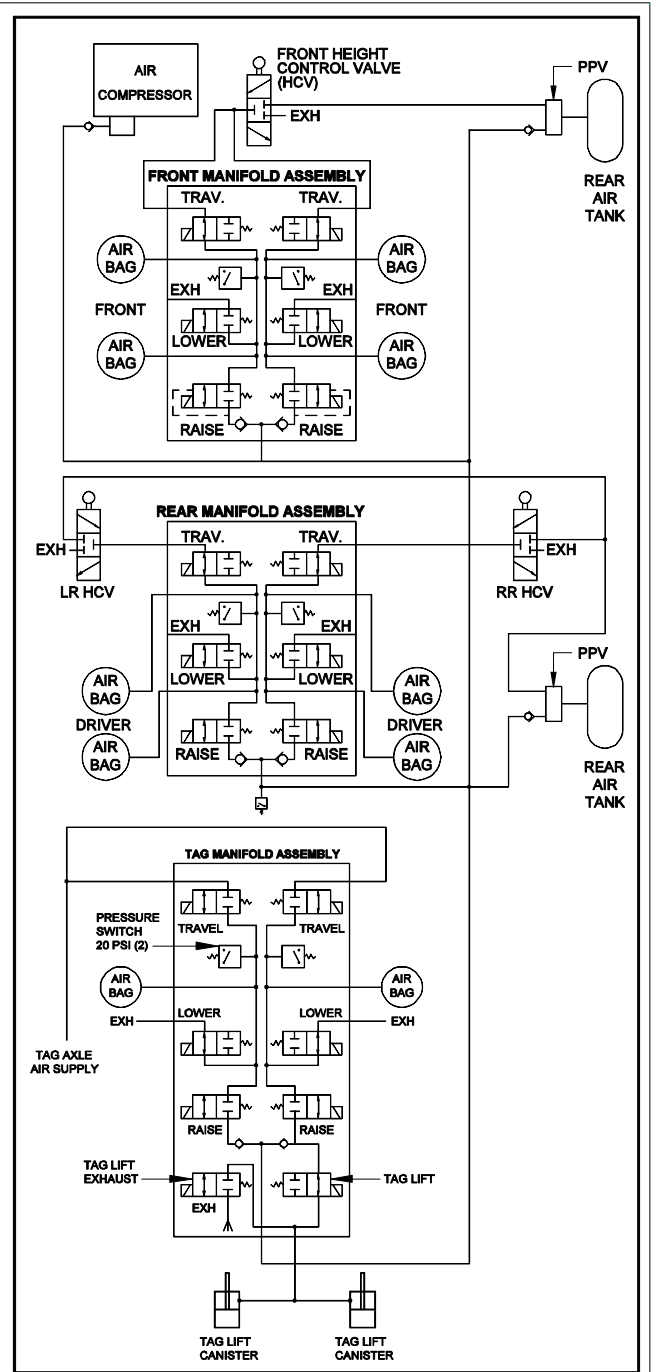 AIR
COMPRESSOR
FRONT HEIGHT
CONTROL VALVE
(HCV)
EXH
PPV
REAR
AIR
TANK
FRONT MANIFOLD ASSEMBLY
TRAV.
TRAV.
AIR
BAG
AIR
BAG
EXH
EXH
FRONT
FRONT
LOWER
LOWER
AIR
BAG
AIR
BAG
RAISE
RAISE
REAR MANIFOLD ASSEMBLY
TRAV.
TRAV.
EXH
EXH
LR HCV
RR HCV
EXH
EXH
LOWER
LOWER
PPV
AIR
BAG
AIR
BAG
DRIVER
DRIVER
AIR
BAG
AIR
BAG
RAISE
RAISE
REAR
AIR
TANK
TAG MANIFOLD ASSEMBLY
TRAVEL
TRAVEL
PRESSURE
SWITCH
20 PSI (2)
AIR
BAG
AIR
BAG
LOWER
LOWER
EXH
EXH
TAG AXLE
AIR SUPPLY
RAISE
RAISE
TAG LIFT
EXHAUST
TAG LIFT
EXH
TAG LIFT
CANISTER
TAG LIFT
CANISTER